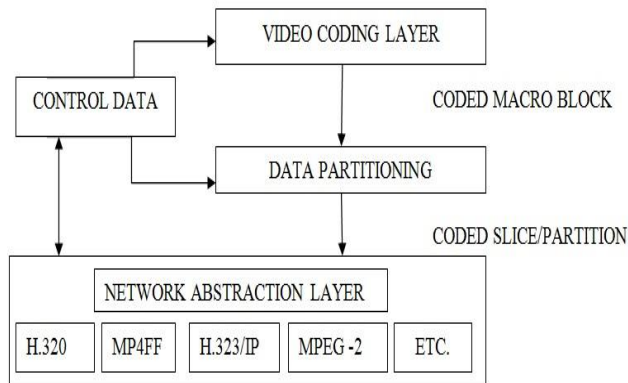 VIDEO CODING LAYER
CONTROL DATA
CODED MACRO BLOCK
DATA PARTITIONING
CODED SLICE/PARTITION
NETWORK ABSTRACTION LAYER
H.320
MP4FF
H.323/IP
MPEG -2
ETC.